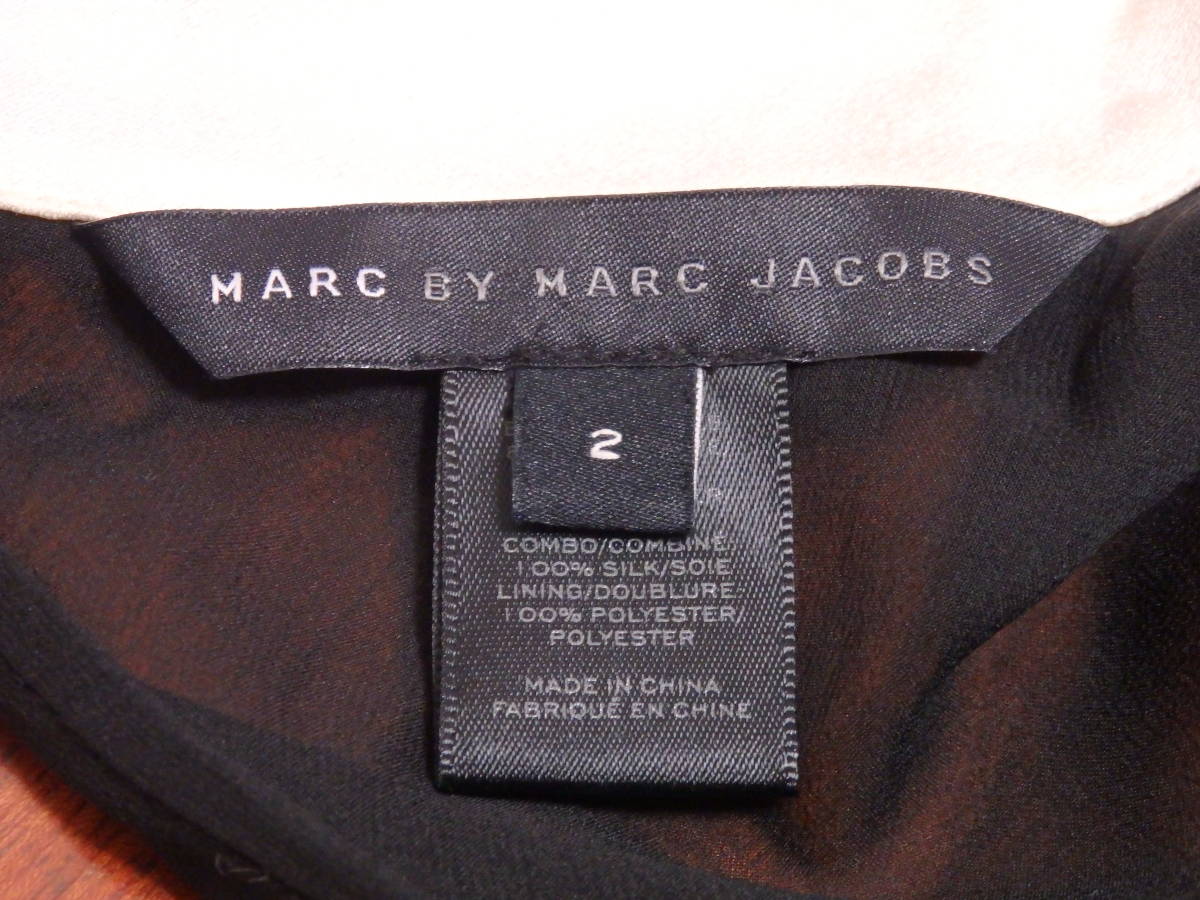 MARC BY MARC JACOBS
2
COMBO/COMBINE
100% SILK/SOIE
LINING/DOUBLURE
100% POLYESTER/
POLYESTER
MADE IN CHINA
FABRIQUE EN CHINE